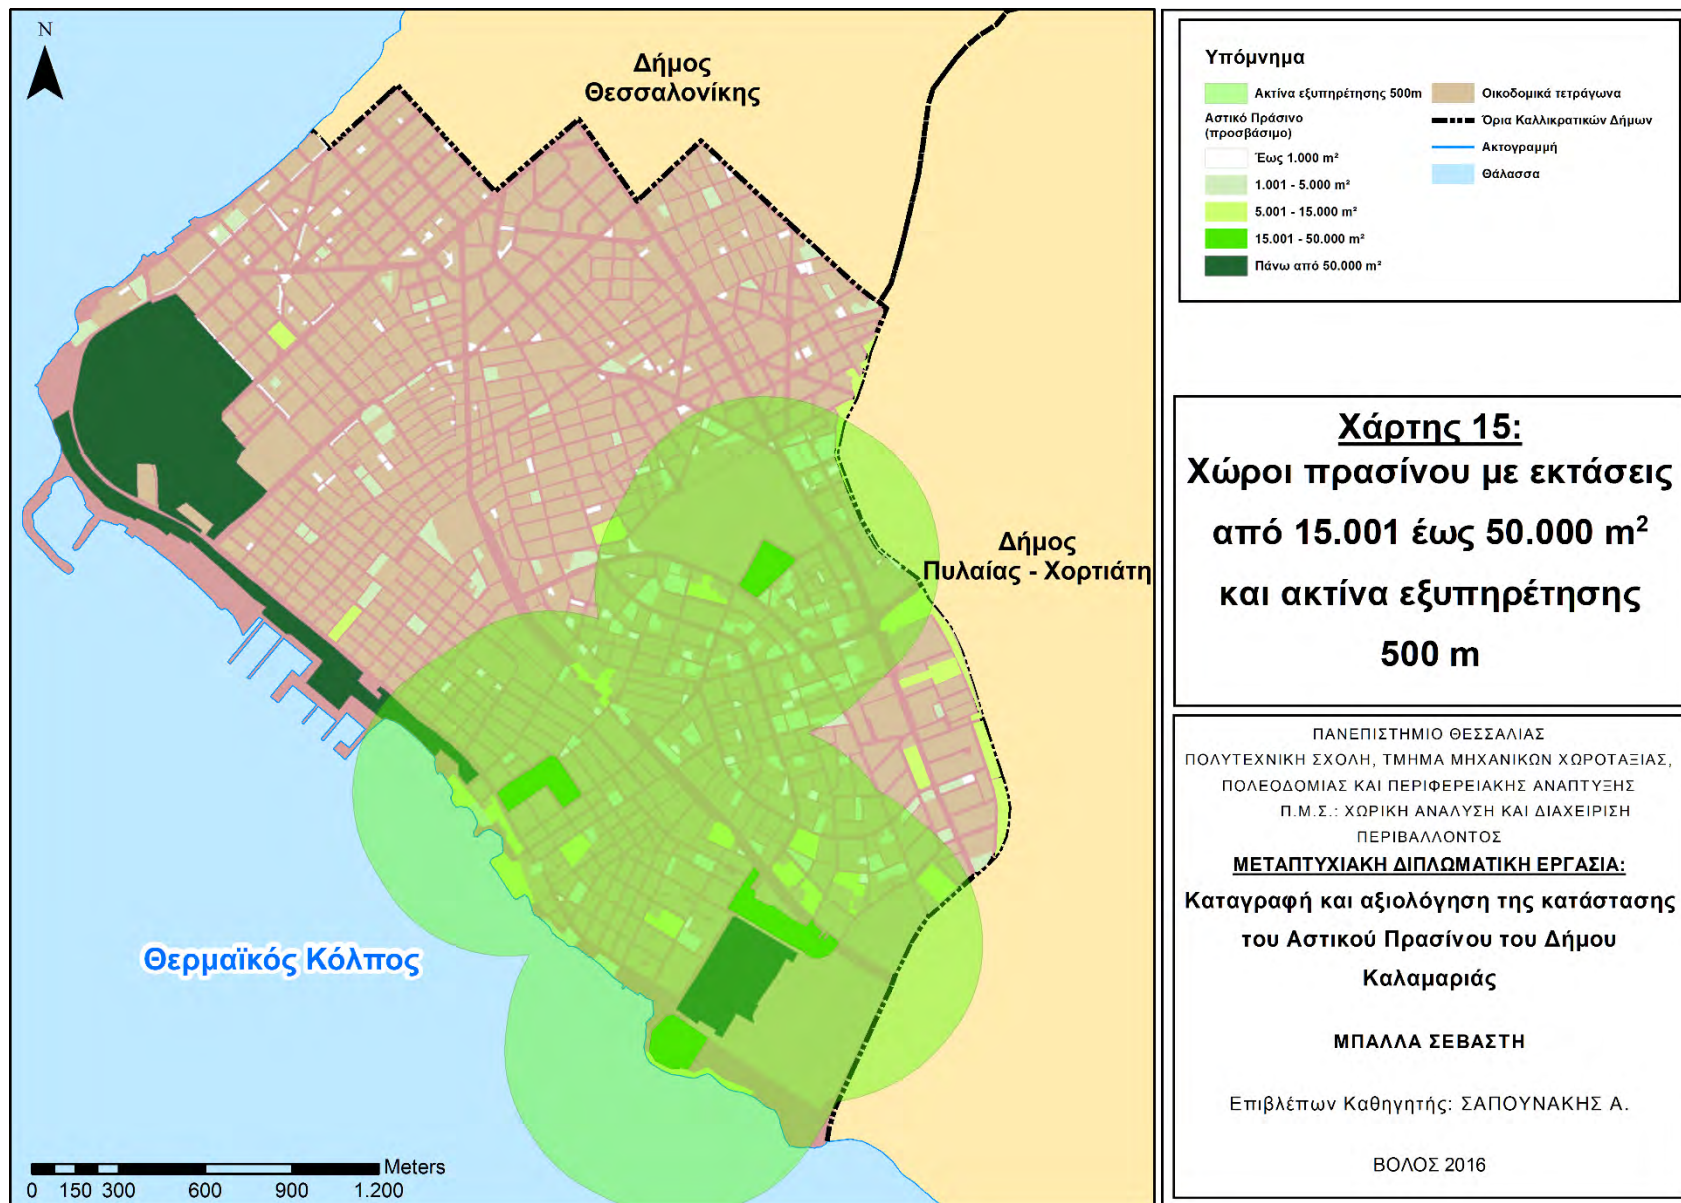 N
Δήμος
Θεσσαλονίκης
Δήμος
Πυλαίας - Χορτιάτη
Θερμαϊκός Κόλπος
Meters
0 150 300 600 900 1.200
Υπόμνημα
Ακτίνα εξυπηρέτησης 500m
Αστικό Πράσινο
(προσβάσιμο)
Έως 1.000 m²
1.001 - 5.000 m²
5.001 - 15.000 m²
15.001 - 50.000 m²
Πάνω από 50.000 m²
Οικοδομικά τετράγωνα
Όρια Καλλικρατικών Δήμων
Ακτογραμμή
Θάλασσα
Χάρτης 15:
Χώροι πρασίνου με εκτάσεις
από 15.001 έως 50.000 m²
και ακτίνα εξυπηρέτησης
500 m
ΠΑΝΕΠΙΣΤΗΜΙΟ ΘΕΣΣΑΛΙΑΣ
ΠΟΛΥΤΕΧΝΙΚΗ ΣΧΟΛΗ, ΤΜΗΜΑ ΜΗΧΑΝΙΚΩΝ ΧΩΡΟΤΑΞΙΑΣ,
ΠΟΛΕΟΔΟΜΙΑΣ ΚΑΙ ΠΕΡΙΦΕΡΕΙΑΚΗΣ ΑΝΑΠΤΥΞΗΣ
Π.Μ.Σ.: ΧΩΡΙΚΗ ΑΝΑΛΥΣΗ ΚΑΙ ΔΙΑΧΕΙΡΙΣΗ
ΠΕΡΙΒΑΛΛΟΝΤΟΣ
ΜΕΤΑΠΤΥΧΙΑΚΗ ΔΙΠΛΩΜΑΤΙΚΗ ΕΡΓΑΣΙΑ:
Καταγραφή και αξιολόγηση της κατάστασης
του Αστικού Πρασίνου του Δήμου
Καλαμαριάς
ΜΠΑΛΛΑ ΣΕΒΑΣΤΗ
Επιβλέπων Καθηγητής: ΣΑΠΟΥΝΑΚΗΣ Α.
ΒΟΛΟΣ 2016